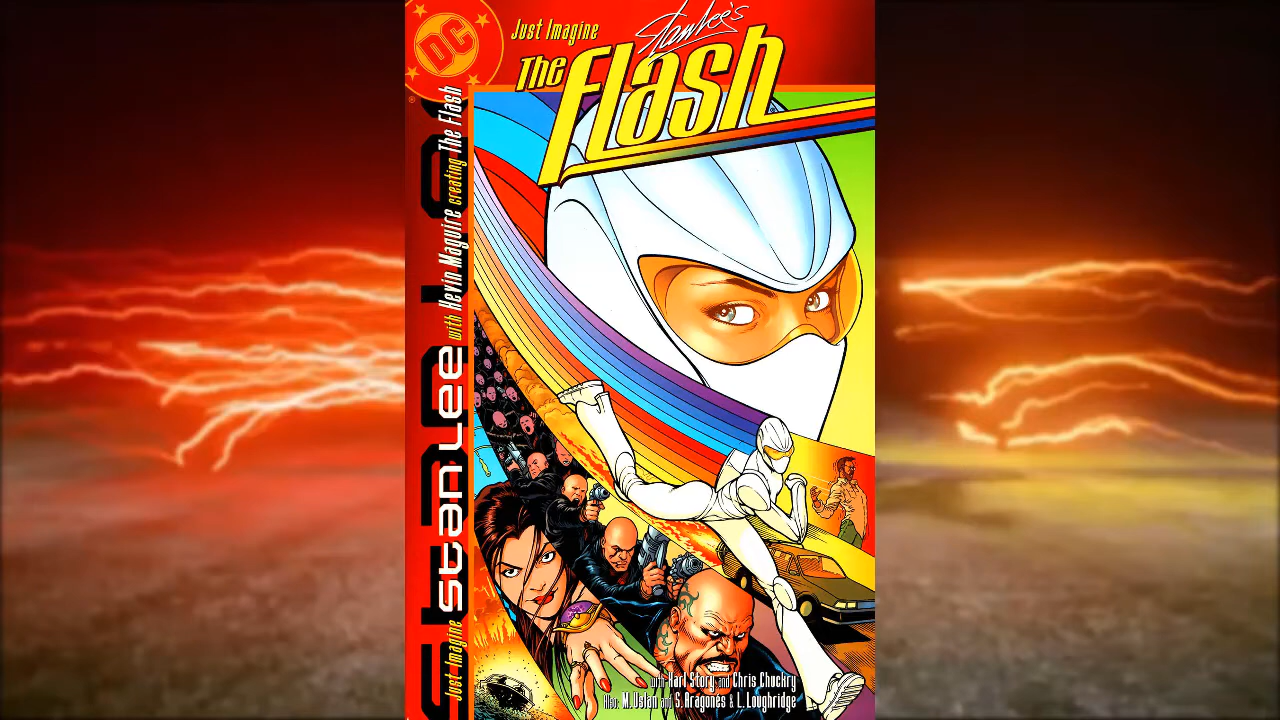 DC
®
Just Imagine
Stan Lee's
The Flash
Just Imagine STAN LEE with Kevin Maguire creating The Flash
with Karl Story and Chris Chuckry
Also: M.Uslan and S.Aragonés & L.Loughridge